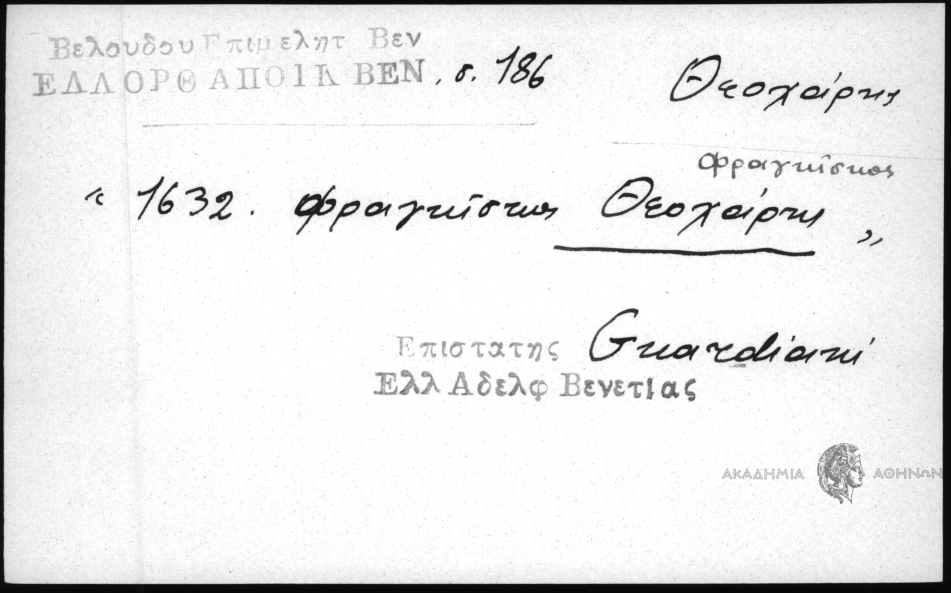 Βελουδου Επιμελητ Βεν
ΕΛΛΟΡΘ ΑΠΟΙΚ ΒΕΝ, σ. 186
Θεοχάρης
φραγκίσκος
“ 1632. φραγκίσκος Θεοχάρης „
Επιστατης Guardiani
Ελλ Αδελφ Βενετιας
ΑΚΑΔΗΜΙΑ ΑΘΗΝΩΝ